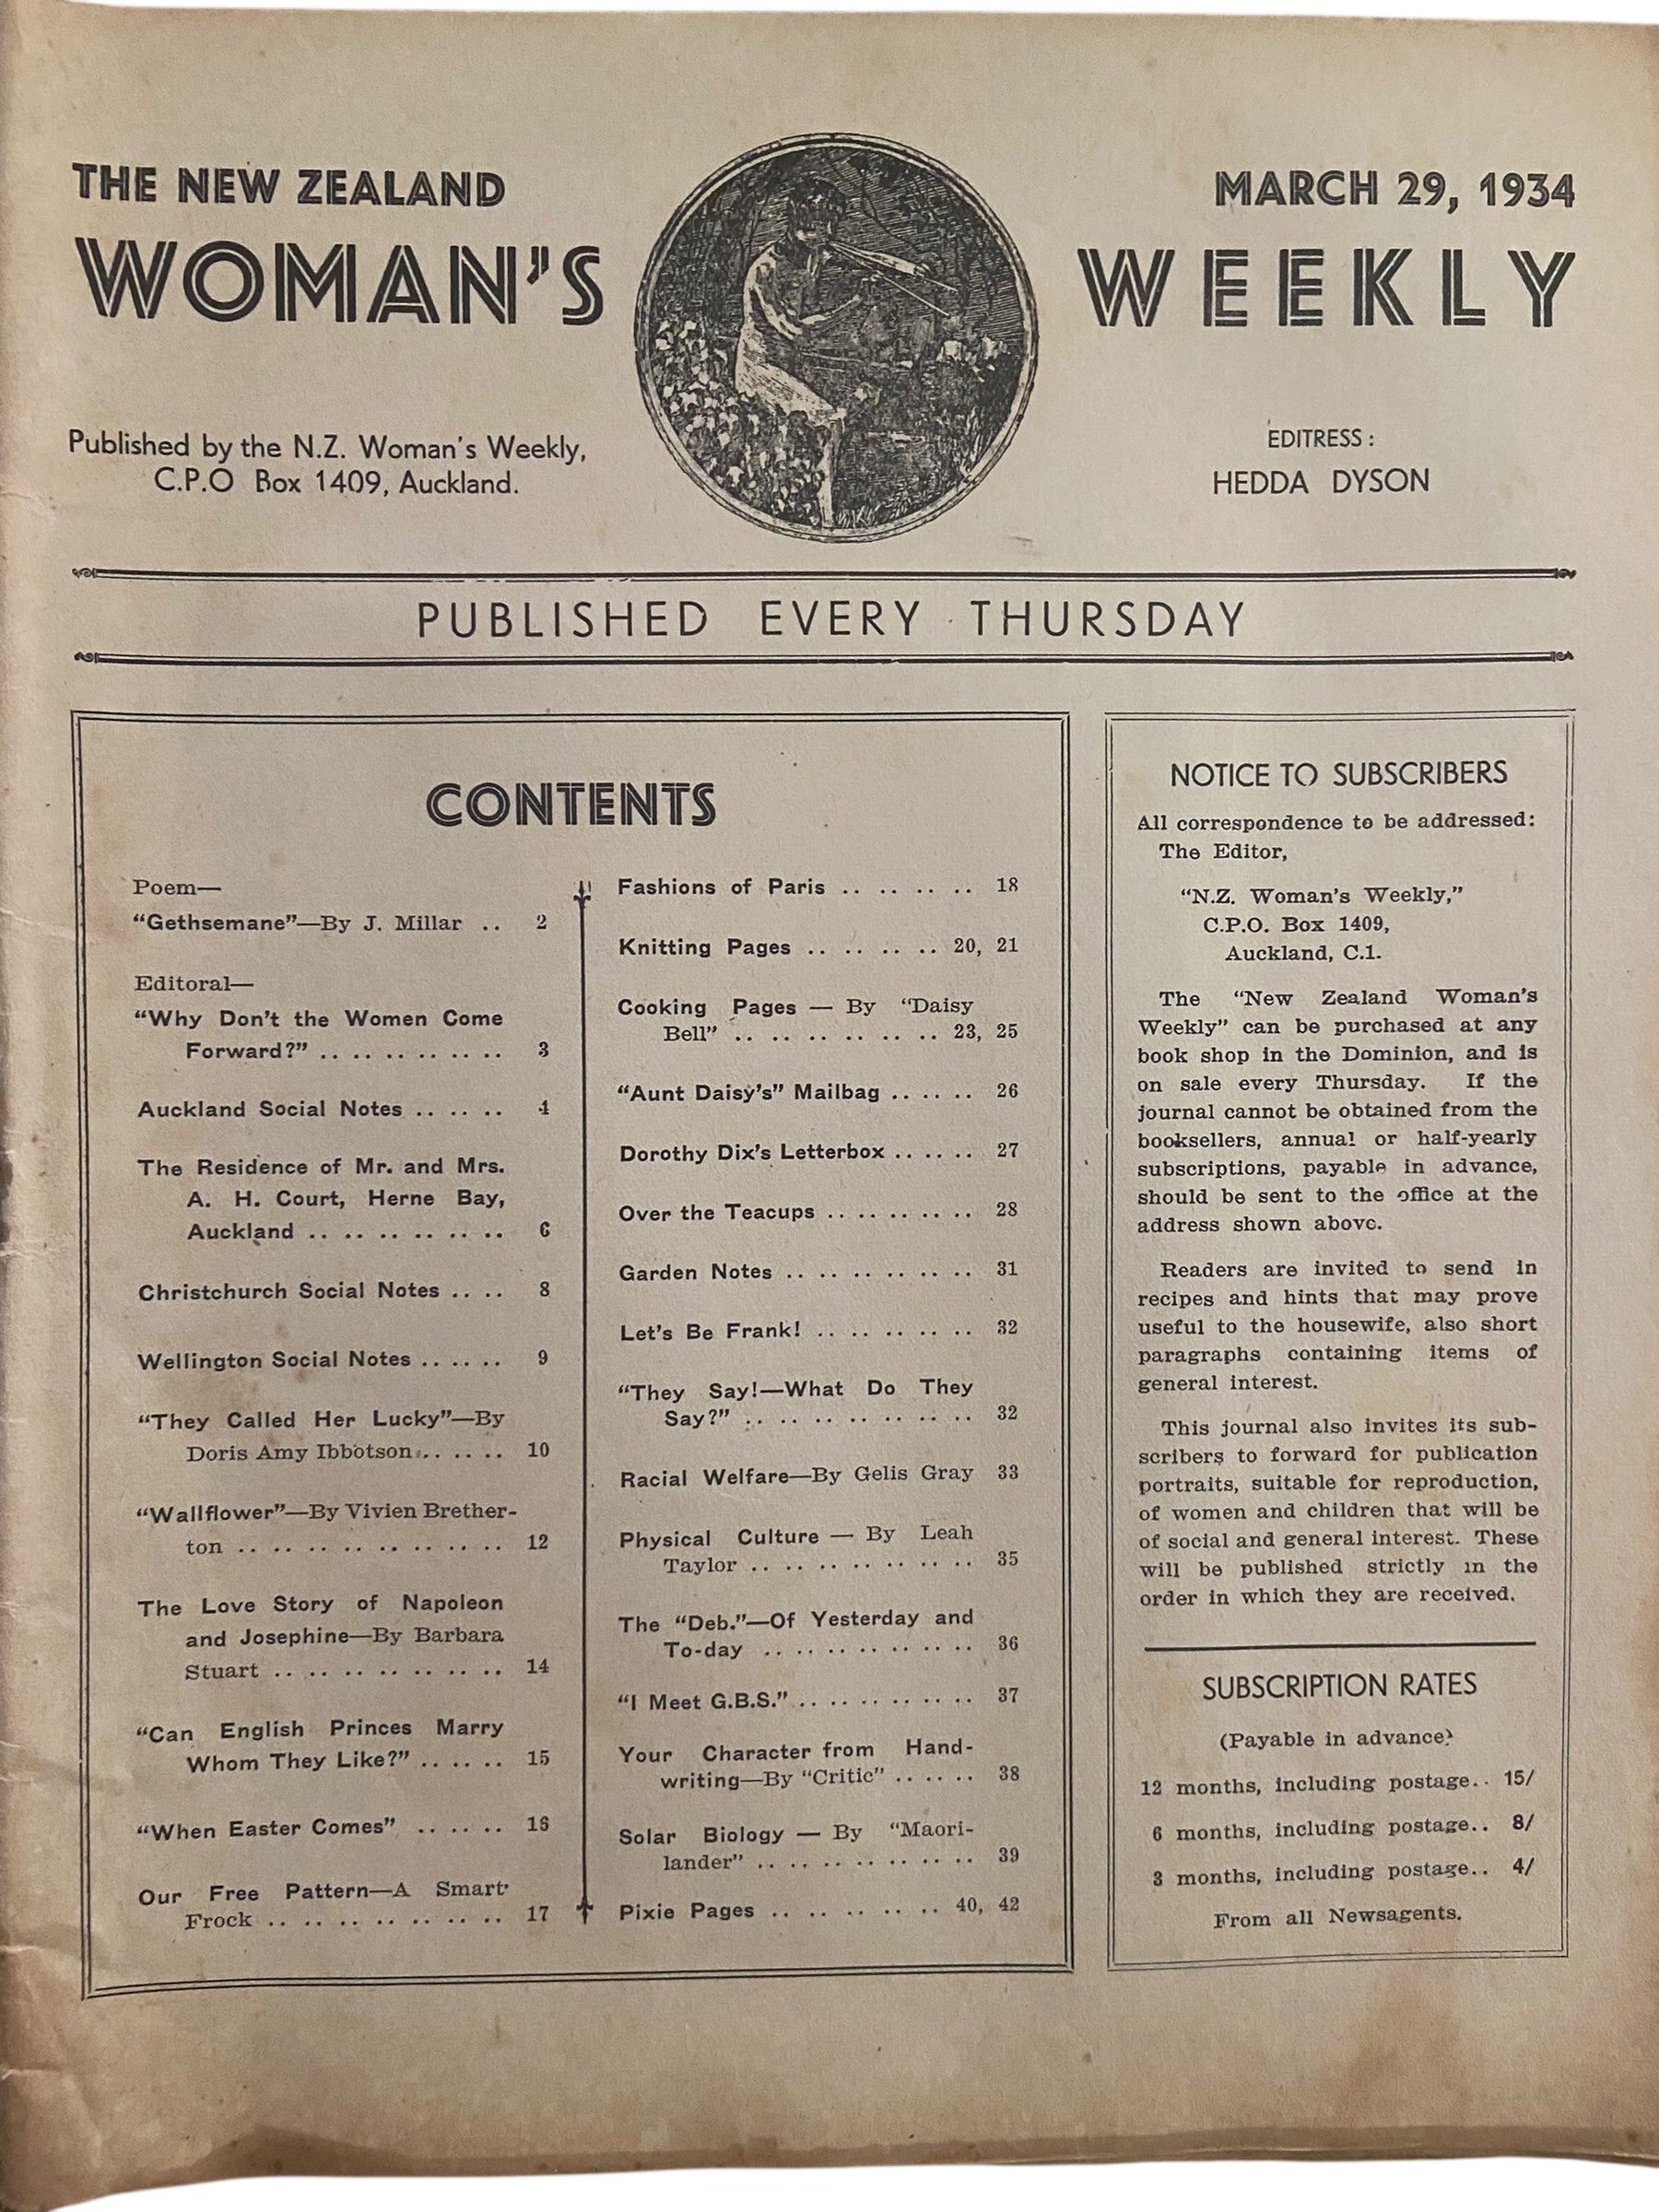 THE NEW ZEALAND
WOMAN'S
MARCH 29, 1934
WEEKLY
Published by the N.Z. Woman's Weekly,
C.P.O Box 1409, Auckland.
EDITRESS:
HEDDA DYSON
PUBLISHED EVERY THURSDAY
CONTENTS
Poem—
"Gethsemane"—By J. Millar .. 2
Editoral—
"Why Don't the Women Come
Forward?" .. .. .. .. .. .. 3
Auckland Social Notes .. .. .. 4
The Residence of Mr. and Mrs.
A. H. Court, Herne Bay,
Auckland .. .. .. .. .. .. 6
Christchurch Social Notes .. .. 8
Wellington Social Notes .. .. .. 9
"They Called Her Lucky"—By
Doris Amy Ibbotson .. .. .. 10
"Wallflower"—By Vivien Brether-
ton .. .. .. .. .. .. .. .. 12
The Love Story of Napoleon
and Josephine—By Barbara
Stuart .. .. .. .. .. .. .. 14
"Can English Princes Marry
Whom They Like?" .. .. .. 15
"When Easter Comes" .. .. .. 16
Our Free Pattern—A Smart
Frock .. .. .. .. .. .. .. 17
Fashions of Paris .. .. .. .. 18
Knitting Pages .. .. .. .. 20, 21
Cooking Pages — By "Daisy
Bell" .. .. .. .. .. .. .. 23, 25
"Aunt Daisy's" Mailbag .. .. .. 26
Dorothy Dix's Letterbox .. .. .. 27
Over the Teacups .. .. .. .. .. 28
Garden Notes .. .. .. .. .. .. 31
Let's Be Frank! .. .. .. .. .. 32
"They Say!—What Do They
Say?" .. .. .. .. .. .. .. 32
Racial Welfare—By Gelis Gray 33
Physical Culture — By Leah
Taylor .. .. .. .. .. .. .. 35
The "Deb."—Of Yesterday and
To-day .. .. .. .. .. .. .. 36
"I Meet G.B.S." .. .. .. .. .. 37
Your Character from Hand-
writing—By "Critic" .. .. .. 38
Solar Biology — By "Maori-
lander" .. .. .. .. .. .. .. 39
Pixie Pages .. .. .. .. .. 40, 42
NOTICE TO SUBSCRIBERS
All correspondence to be addressed:
The Editor,
"N.Z. Woman's Weekly,"
C.P.O. Box 1409,
Auckland, C.1.
The "New Zealand Woman's
Weekly" can be purchased at any
book shop in the Dominion, and is
on sale every Thursday. If the
journal cannot be obtained from the
booksellers, annual or half-yearly
subscriptions, payable in advance,
should be sent to the office at the
address shown above.
Readers are invited to send in
recipes and hints that may prove
useful to the housewife, also short
paragraphs containing items of
general interest.
This journal also invites its sub-
scribers to forward for publication
portraits, suitable for reproduction,
of women and children that will be
of social and general interest. These
will be published strictly in the
order in which they are received.
SUBSCRIPTION RATES
(Payable in advance)
12 months, including postage.. 15/
6 months, including postage.. 8/
3 months, including postage.. 4/
From all Newsagents.